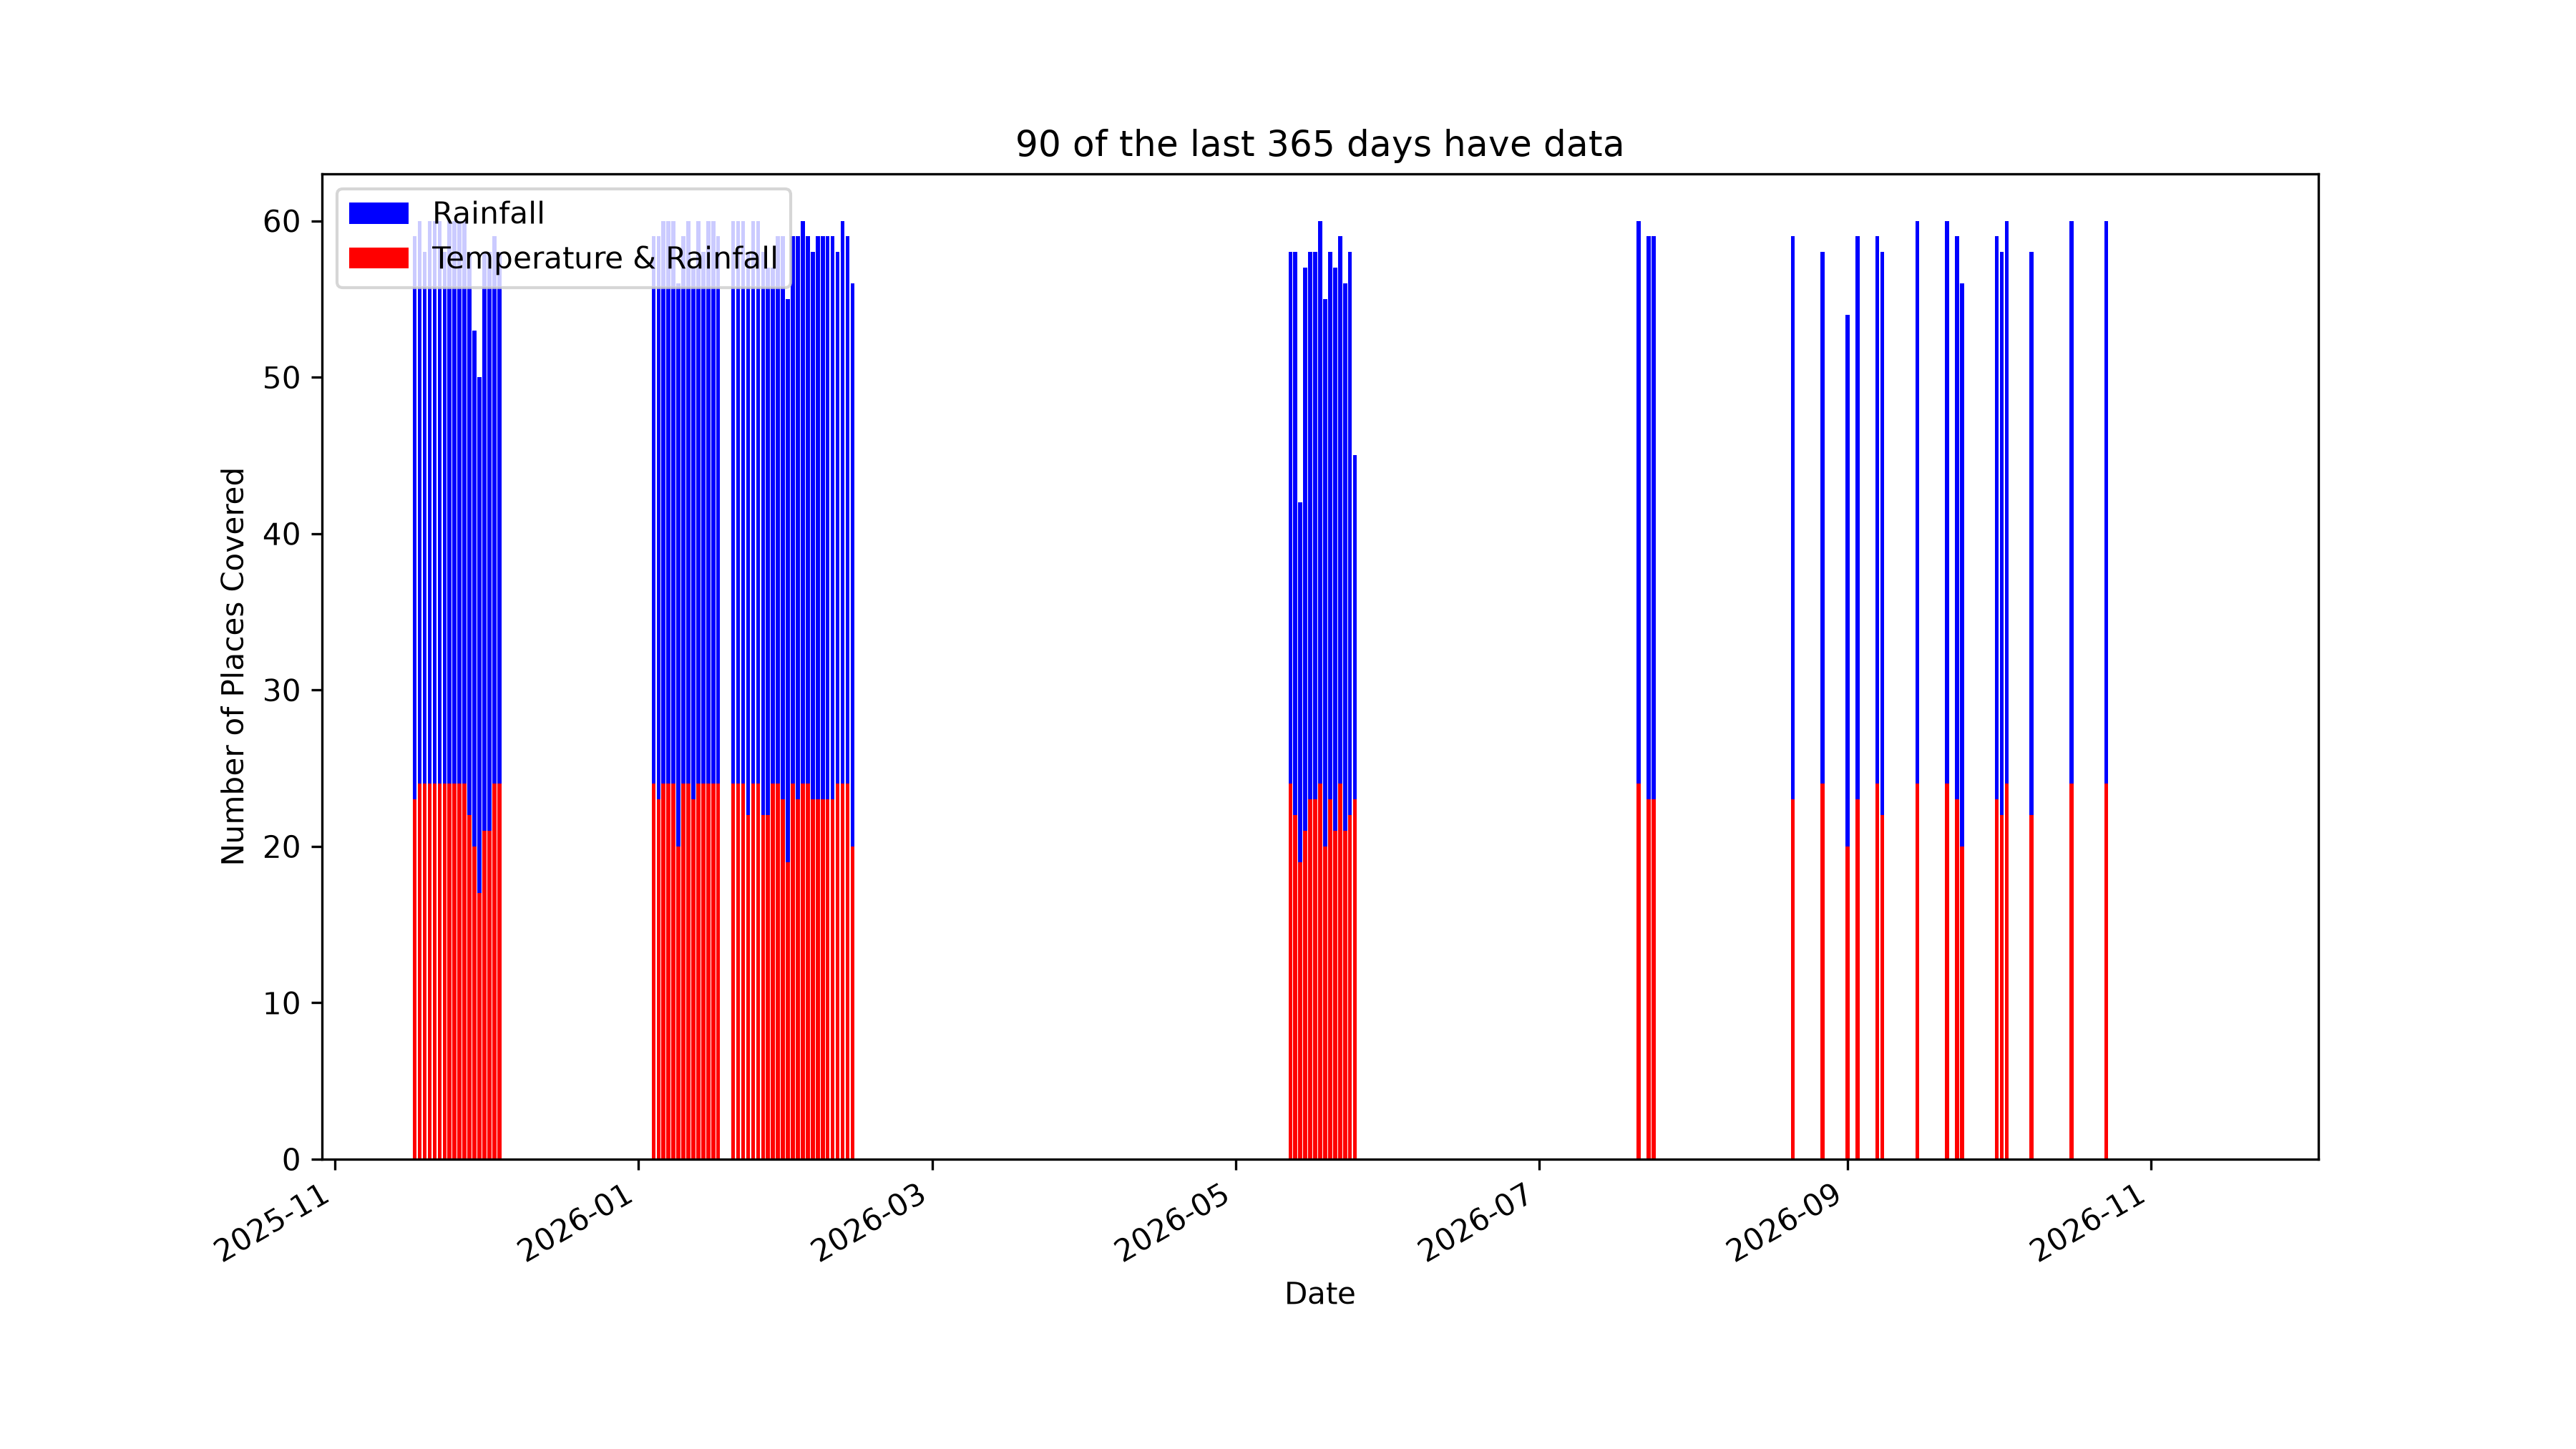 90 of the last 365 days have data
Rainfall
Temperature & Rainfall
60
50
40
30
20
10
0
Number of Places Covered
2025-11
2026-01
2026-03
2026-05
2026-07
2026-09
2026-11
Date